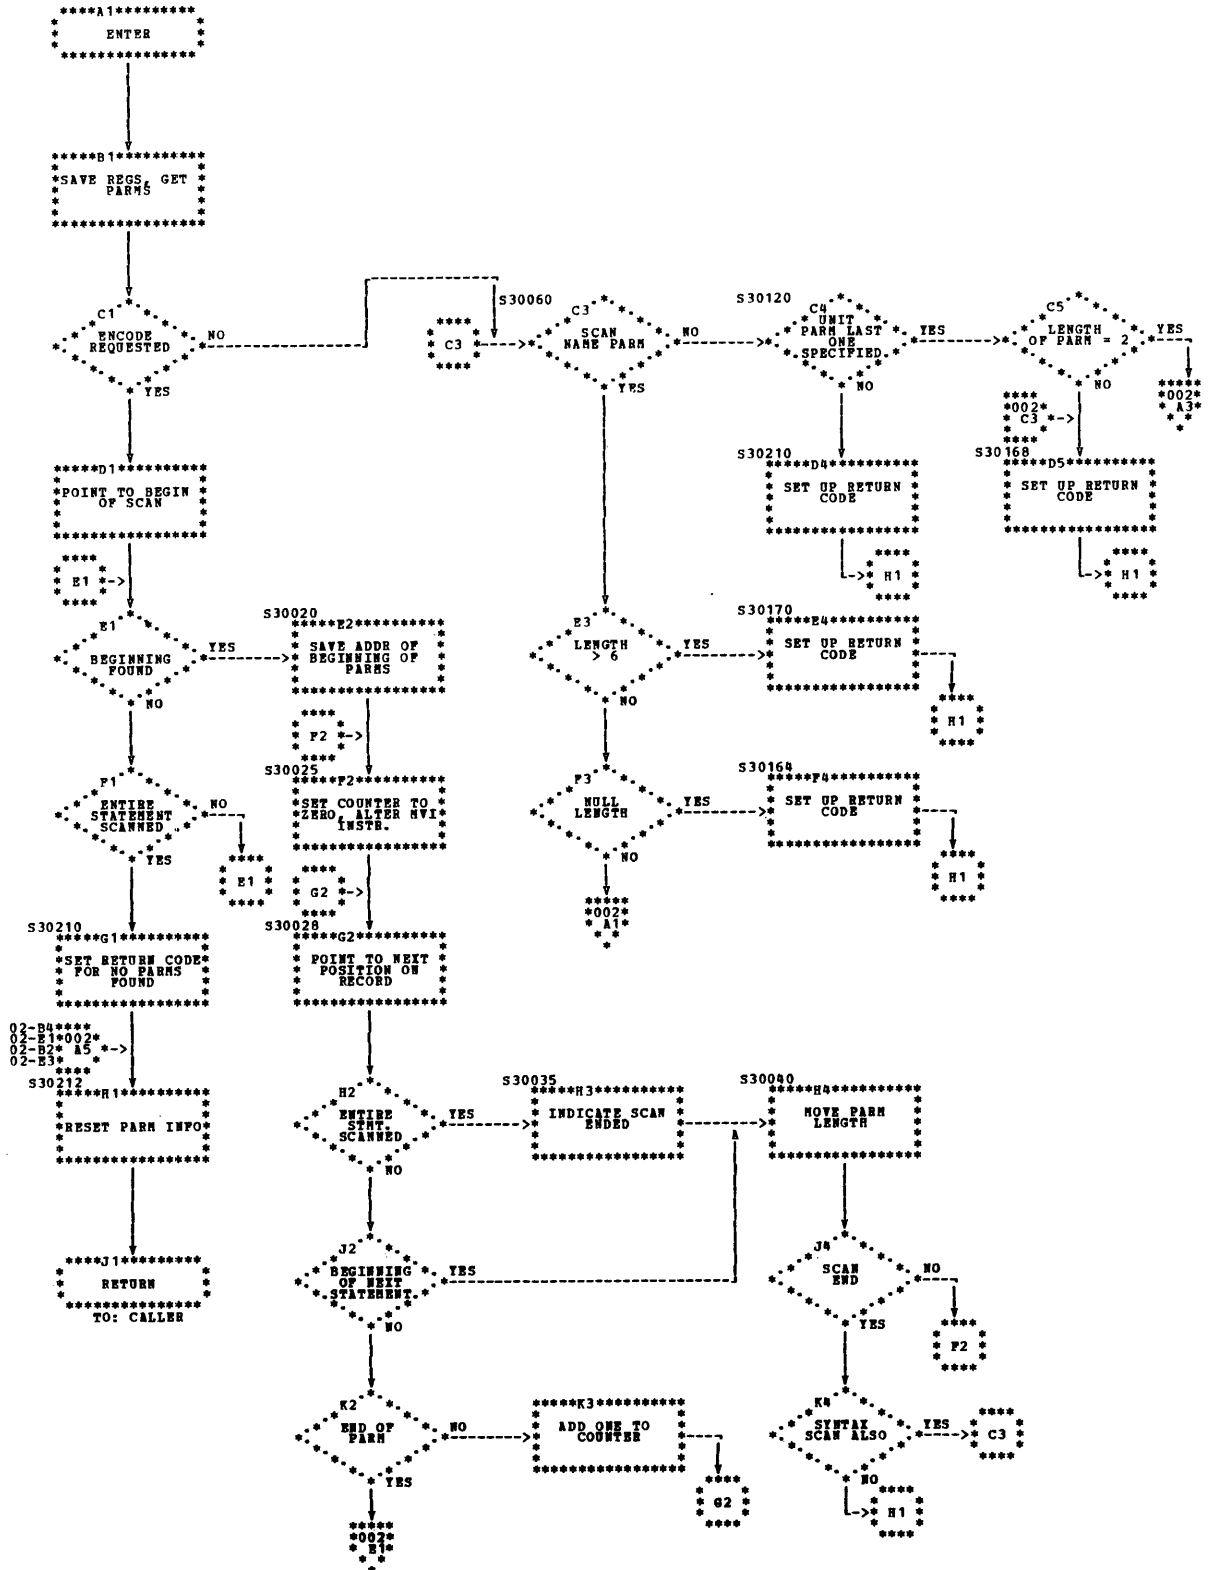 A1
ENTER
B1
SAVE REGS, GET
PARMS
C1
ENCODE
REQUESTED
NO
YES
S30060
C3
C3
SCAN
NAME PARM
NO
YES
S30120
C4
UNIT
PARM LAST
ONE
SPECIFIED
YES
NO
C5
LENGTH
OF PARM = 2
YES
NO
002
A3
002
C3
D1
POINT TO BEGIN
OF SCAN
S30210
D4
SET UP RETURN
CODE
H1
S30168
D5
SET UP RETURN
CODE
H1
E1
E1
BEGINNING
FOUND
YES
NO
S30020
E2
SAVE ADDR OF
BEGINNING OF
PARMS
E3
LENGTH
> 6
YES
NO
S30170
E4
SET UP RETURN
CODE
H1
F2
F1
ENTIRE
STATEMENT
SCANNED
NO
YES
E1
S30025
F2
SET COUNTER TO
ZERO, ALTER MVI
INSTR.
F3
NULL
LENGTH
YES
NO
002
A1
S30164
F4
SET UP RETURN
CODE
H1
G2
S30210
G1
SET RETURN CODE
FOR NO PARMS
FOUND
S30028
G2
POINT TO NEXT
POSITION ON
RECORD
02-B4
02-E1 002
02-B2 A5
02-E3
S30212
H1
RESET PARM INFO
H2
ENTIRE
STMT.
SCANNED
YES
NO
S30035
H3
INDICATE SCAN
ENDED
S30040
H4
MOVE PARM
LENGTH
J1
RETURN
TO: CALLER
J2
BEGINNING
OF NEXT
STATEMENT
YES
NO
J4
SCAN
END
NO
YES
F2
K2
END OF
PARM
NO
YES
002
E1
K3
ADD ONE TO
COUNTER
G2
K4
SYNTAX
SCAN ALSO
YES
C3
NO
H1